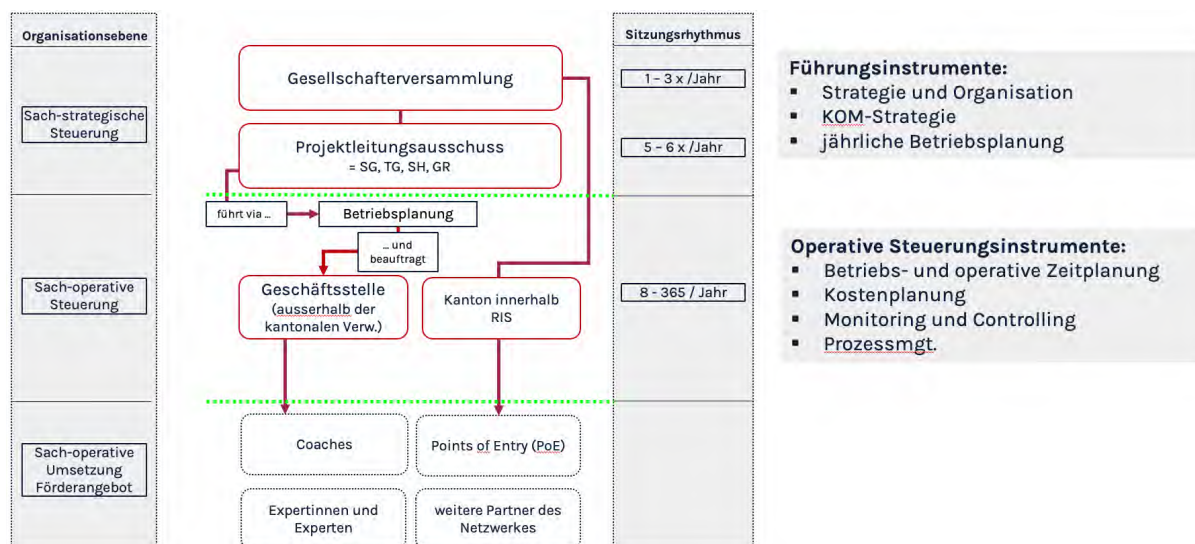 Organisationsebene
Sach-strategische
Steuerung
Sach-operative
Steuerung
Sach-operative
Umsetzung
Förderangebot
Gesellschafterversammlung
Projektleitungsausschuss
= SG, TG, SH, GR
führt via …
Betriebsplanung
… und
beauftragt
Geschäftsstelle
(ausserhalb der
kantonalen Verw.)
Kanton innerhalb
RIS
Coaches
Points of Entry (PoE)
Expertinnen und
Experten
weitere Partner des
Netzwerkes
Sitzungsrhythmus
1 – 3 x /Jahr
5 – 6 x /Jahr
8 - 365 / Jahr
Führungsinstrumente:
▪ Strategie und Organisation
▪ KOM-Strategie
▪ jährliche Betriebsplanung
Operative Steuerungsinstrumente:
▪ Betriebs- und operative Zeitplanung
▪ Kostenplanung
▪ Monitoring und Controlling
▪ Prozessmgt.